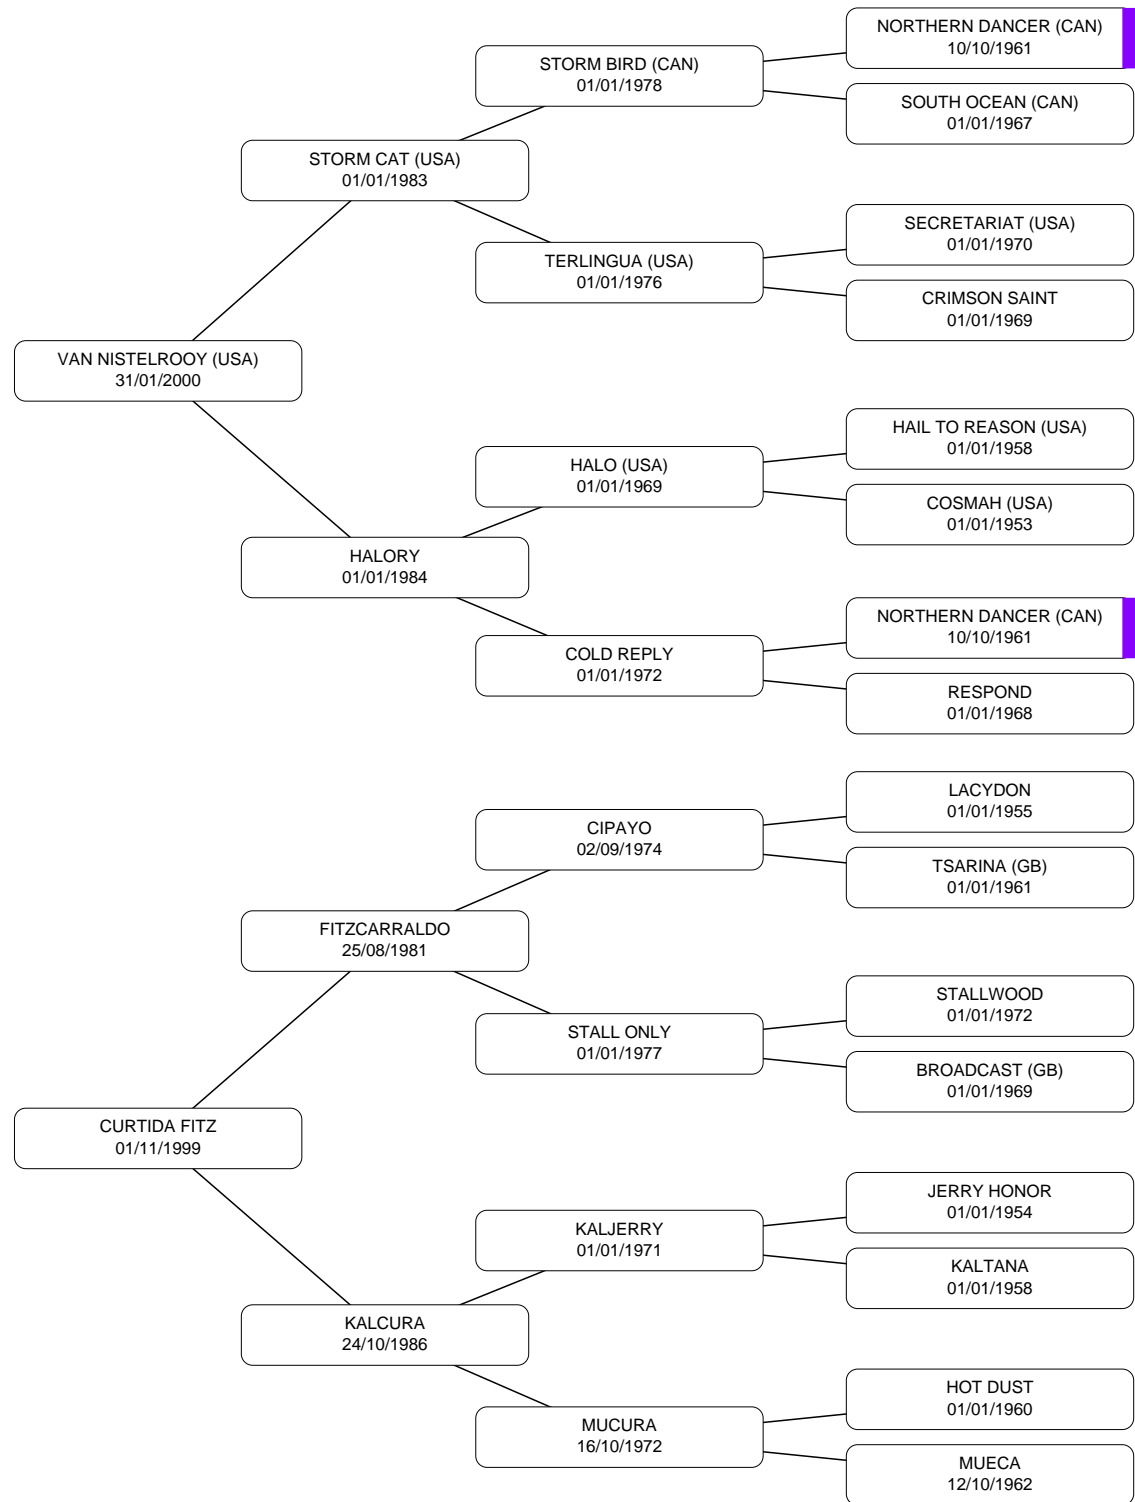 NORTHERN DANCER (CAN)
10/10/1961
STORM BIRD (CAN)
01/01/1978
SOUTH OCEAN (CAN)
01/01/1967
STORM CAT (USA)
01/01/1983
SECRETARIAT (USA)
01/01/1970
TERLINGUA (USA)
01/01/1976
CRIMSON SAINT
01/01/1969
VAN NISTELROOY (USA)
31/01/2000
HAIL TO REASON (USA)
01/01/1958
HALO (USA)
01/01/1969
COSMAH (USA)
01/01/1953
HALORY
01/01/1984
NORTHERN DANCER (CAN)
10/10/1961
COLD REPLY
01/01/1972
RESPOND
01/01/1968
LACYDON
01/01/1955
CIPAYO
02/09/1974
TSARINA (GB)
01/01/1961
FITZCARRALDO
25/08/1981
STALLWOOD
01/01/1972
STALL ONLY
01/01/1977
BROADCAST (GB)
01/01/1969
CURTIDA FITZ
01/11/1999
JERRY HONOR
01/01/1954
KALJERRY
01/01/1971
KALTANA
01/01/1958
KALCURA
24/10/1986
HOT DUST
01/01/1960
MUCURA
16/10/1972
MUECA
12/10/1962